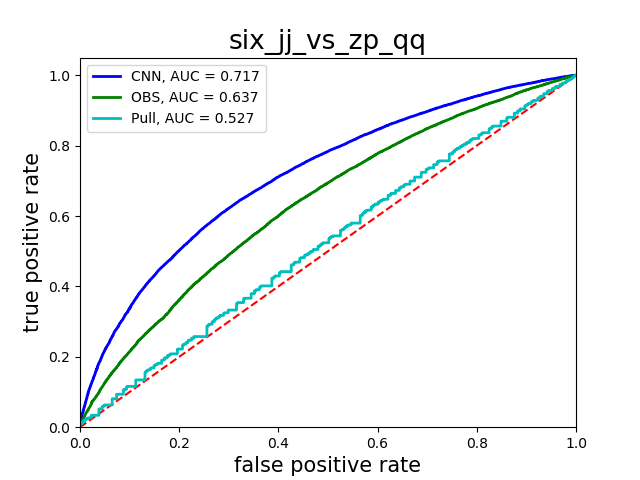 six_jj_vs_zp_qq
CNN, AUC = 0.717
OBS, AUC = 0.637
Pull, AUC = 0.527
true positive rate
1.0
0.8
0.6
0.4
0.2
0.0
0.0 0.2 0.4 0.6 0.8 1.0
false positive rate